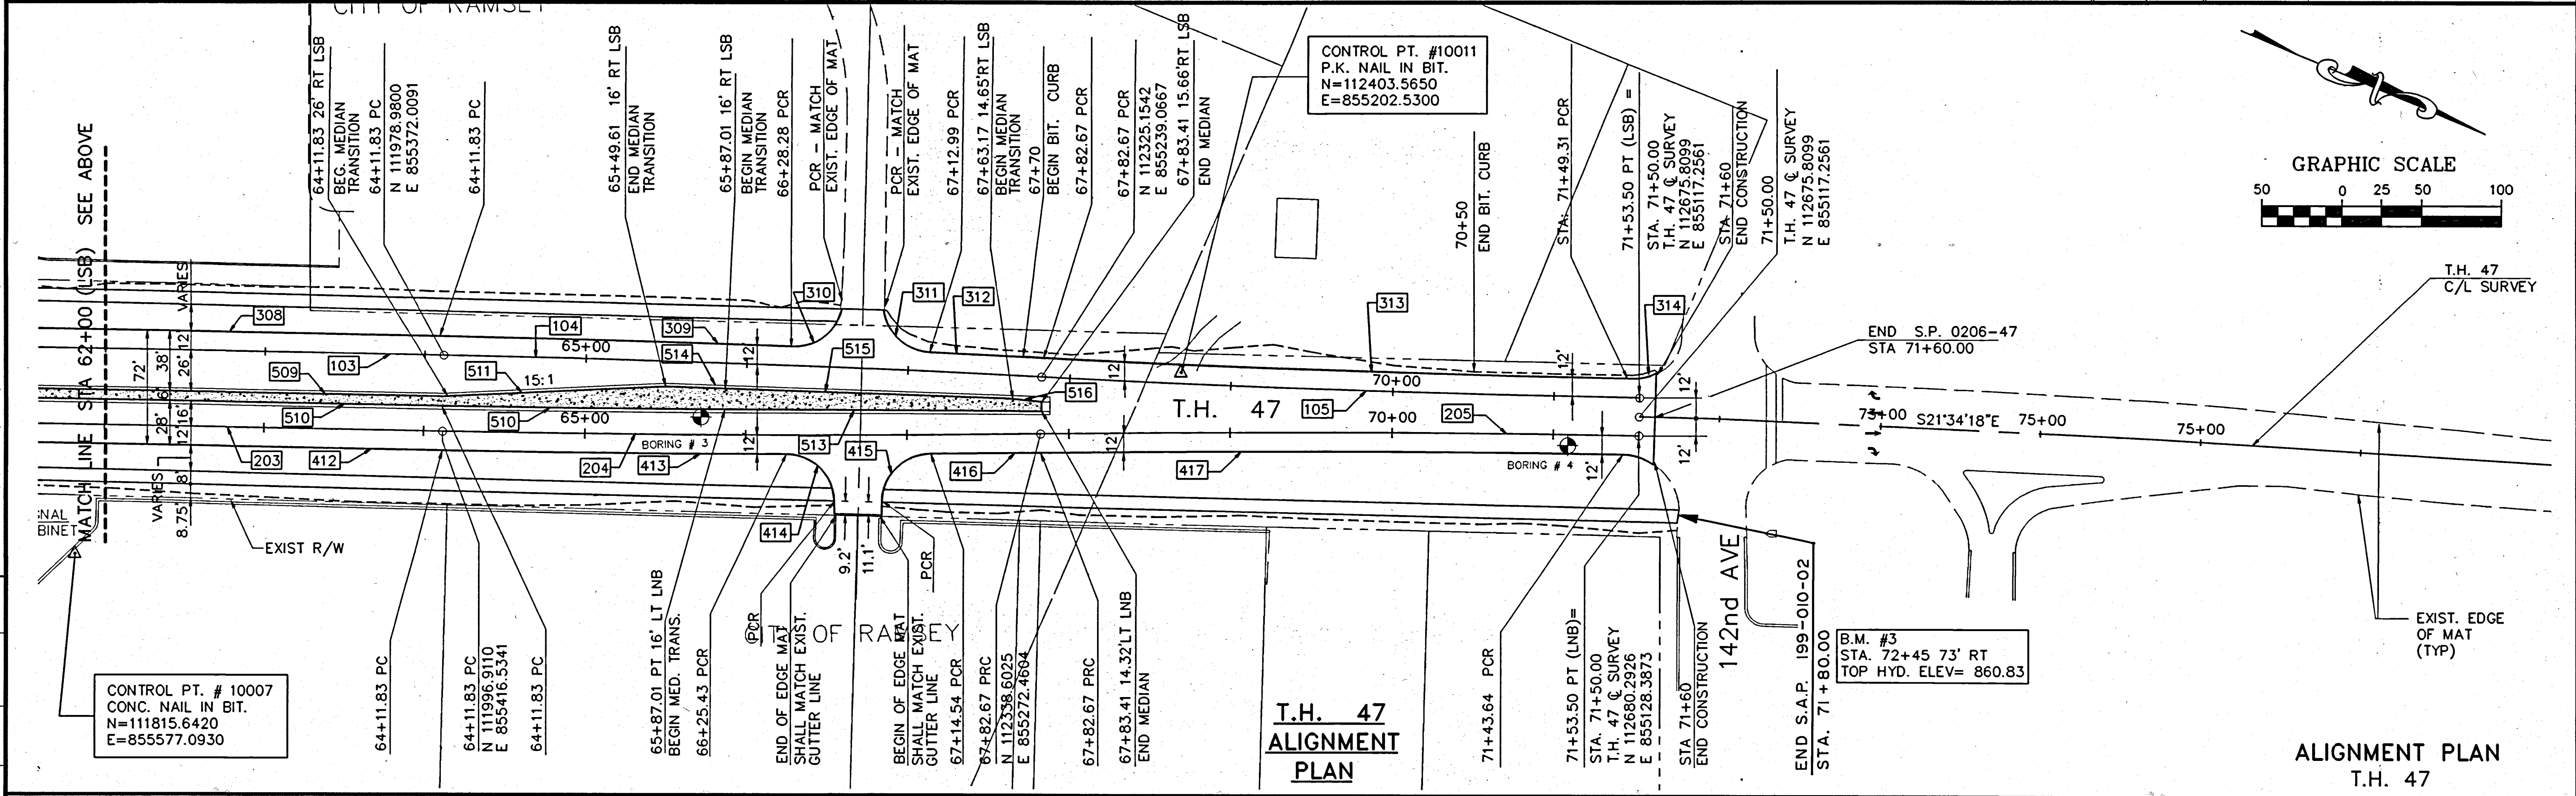 CITY OF RAMSEY
MATCH LINE STA 62+00 (LSB) SEE ABOVE
64+11.83 26' RT LSB
BEG. MEDIAN
TRANSITION
64+11.83 PC
N 111978.9800
E 855372.0091
64+11.83 PC
65+49.61 16' RT LSB
END MEDIAN
TRANSITION
65+87.01 16' RT LSB
BEGIN MEDIAN
TRANSITION
66+28.28 PCR
PCR - MATCH
EXIST. EDGE OF MAT
PCR - MATCH
EXIST. EDGE OF MAT
67+12.99 PCR
67+63.17 14.65'RT LSB
BEGIN MEDIAN
TRANSITION
67+70
BEGIN BIT. CURB
67+82.67 PCR
67+82.67 PCR
N 112325.1542
E 855239.0667
67+83.41 15.66'RT LSB
END MEDIAN
CONTROL PT. #10011
P.K. NAIL IN BIT.
N=112403.5650
E=855202.5300
70+50
END BIT. CURB
STA. 71+49.31 PCR
71+53.50 PT (LSB) =
STA. 71+50.00
T.H. 47 ℄ SURVEY
N 112675.8099
E 855117.2561
STA 71+60
END CONSTRUCTION
71+50.00
T.H. 47 ℄ SURVEY
N 112675.8099
E 855117.2561
GRAPHIC SCALE
50 0 25 50 100
T.H. 47
C/L SURVEY
END S.P. 0206-47
STA 71+60.00
VARIES
12'
38'
26'
72'
6'
16'
12'
28'
8'
VARIES
8.75'
308
103
104
65+00
309
310
311
312
313
314
509
511
15:1
514
515
516
510
510
65+00
513
T.H. 47
105
70+00
70+00
205
12'
12'
12'
12'
12'
12'
12'
12'
73+00
S21°34'18"E
75+00
75+00
203
412
204
BORING # 3
413
415
416
417
BORING # 4
414
9.2'
11.1'
EXIST R/W
CONTROL PT. # 10007
CONC. NAIL IN BIT.
N=111815.6420
E=855577.0930
64+11.83 PC
64+11.83 PC
N 111996.9110
E 855416.5341
64+11.83 PC
65+87.01 PT 16' LT LNB
BEGIN MED. TRANS.
66+25.43 PCR
PCR
CITY OF RAMSEY
END OF EDGE MAT
SHALL MATCH EXIST.
GUTTER LINE
BEGIN OF EDGE MAT
SHALL MATCH EXIST.
GUTTER LINE
PCR
67+14.54 PCR
67+82.67 PRC
N 112338.6025
E 855272.4604
67+82.67 PRC
67+83.41 14.32'LT LNB
END MEDIAN
T.H. 47
ALIGNMENT
PLAN
71+43.64 PCR
71+53.50 PT (LNB)=
STA. 71+50.00
T.H. 47 ℄ SURVEY
N 112680.2926
E 855128.3873
STA 71+60
END CONSTRUCTION
142nd AVE
END S.A.P. 199-010-02
STA. 71+80.00
B.M. #3
STA. 72+45 73' RT
TOP HYD. ELEV= 860.83
EXIST. EDGE
OF MAT
(TYP)
ALIGNMENT PLAN
T.H. 47